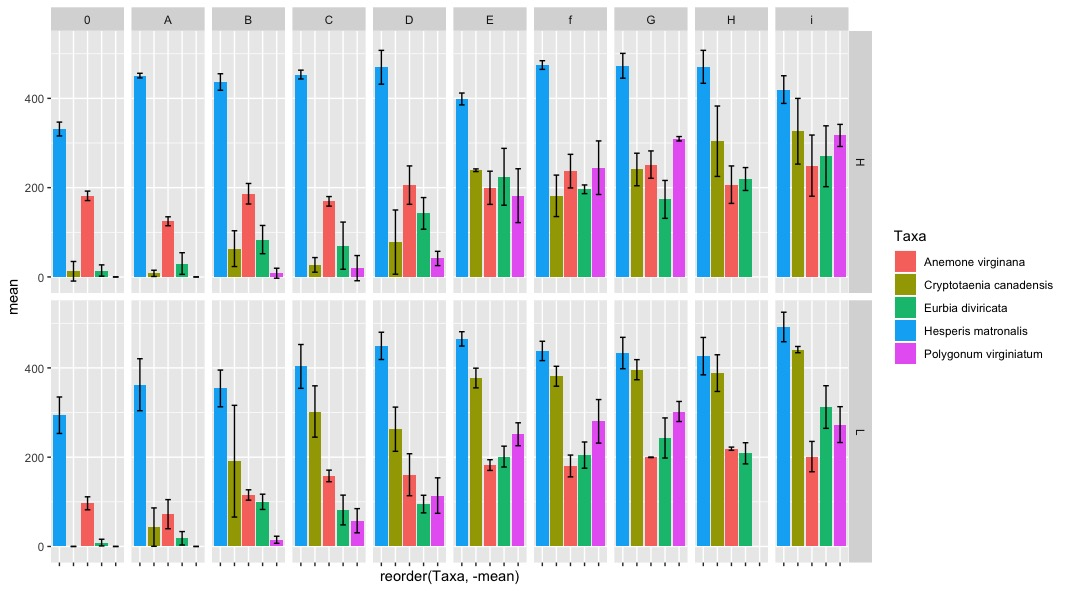 0 A B C D E f G H i
400
200
0
H
400
200
0
L
mean
reorder(Taxa, -mean)
Taxa
Anemone virginana
Cryptotaenia canadensis
Eurbia diviricata
Hesperis matronalis
Polygonum virginiatum